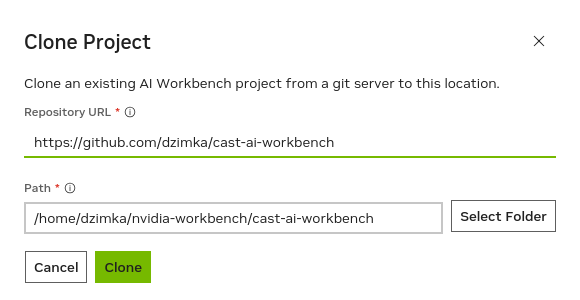 Clone Project
Clone an existing AI Workbench project from a git server to this location.
Repository URL *
https://github.com/dzimka/cast-ai-workbench
Path *
/home/dzimka/nvidia-workbench/cast-ai-workbench
Select Folder
Cancel Clone